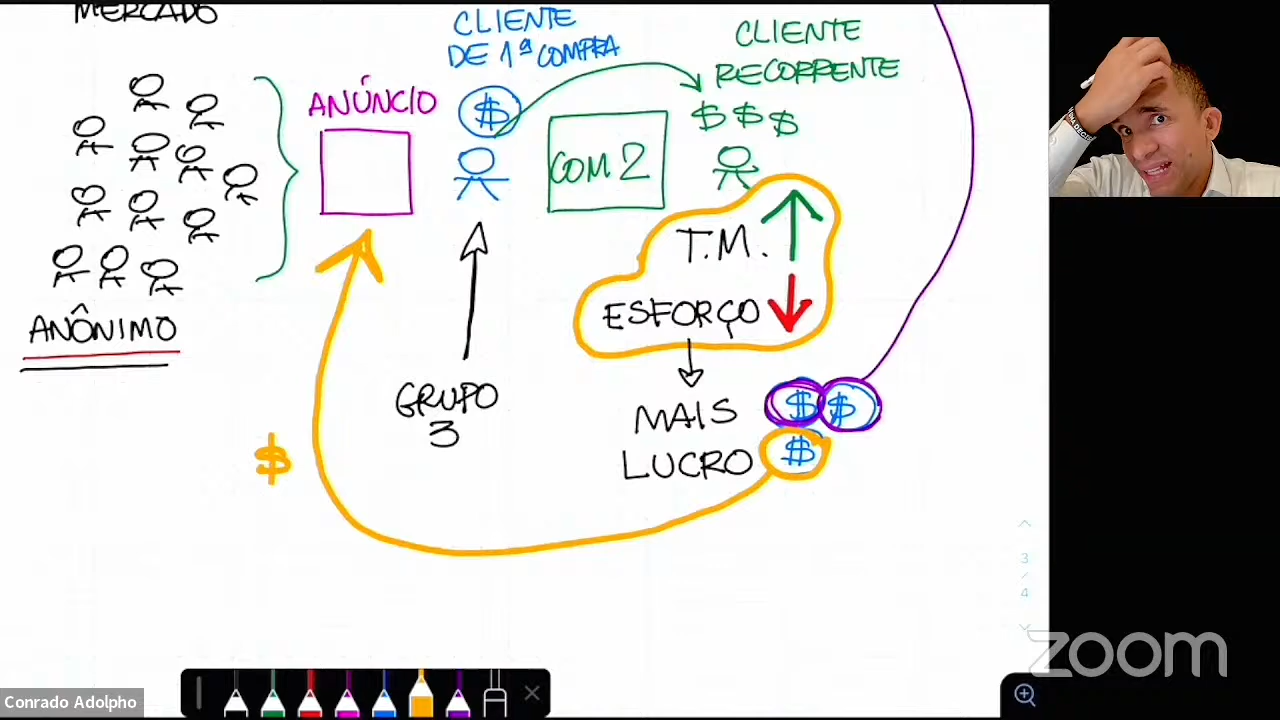 MERCADO
CLIENTE
DE 1ª COMPRA
CLIENTE
RECORRENTE
ANÚNCIO
$
$ $ $
COM 2
T.M.
ESFORÇO
ANÔNIMO
GRUPO
3
MAIS
LUCRO
$ $
$
$
3
/
4
zoom
Conrado Adolpho